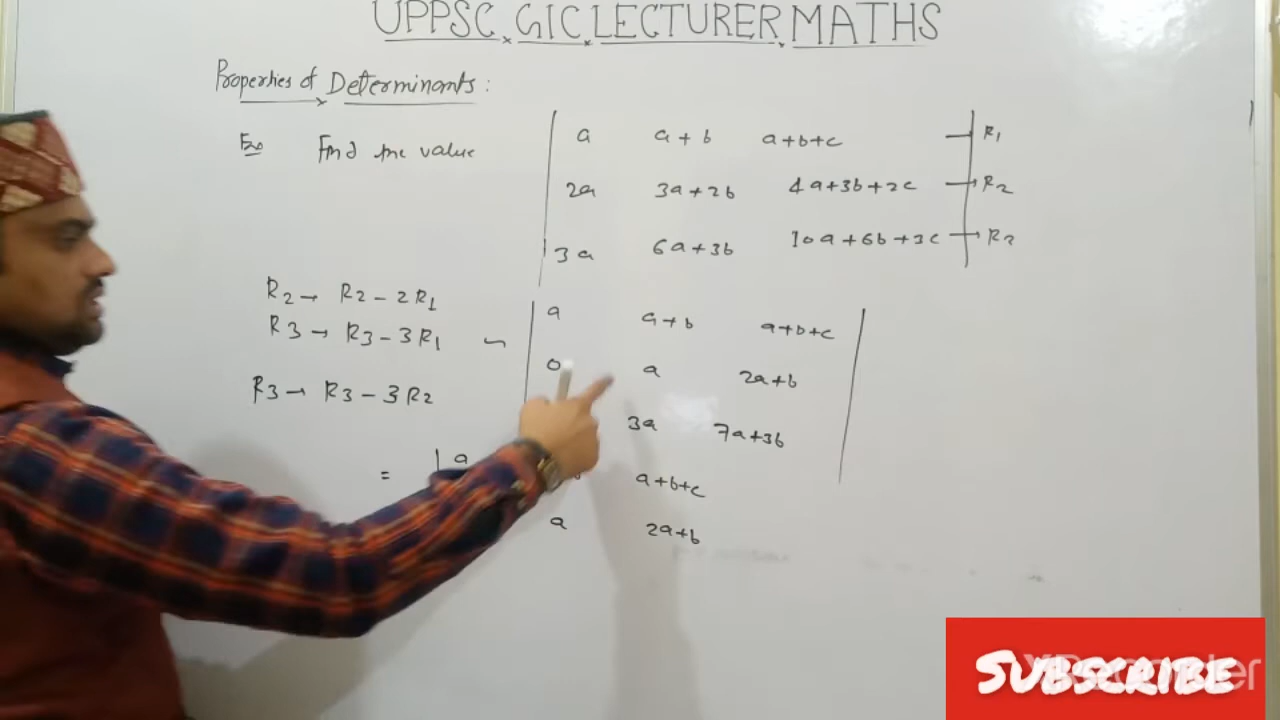 UPPSC GIC LECTURER MATHS
Properties of Determinants :
Ex Find the value
a a+b a+b+c R1
2a 3a+2b 4a+3b+2c → R2
3a 6a+3b 10a+6b+3c → R3
R2 → R2 - 2R1
R3 → R3 - 3R1 ~
a a+b a+b+c
0 a 2a+b
3a 7a+3b
R3 → R3 - 3R2
= a a+b+c
a 2a+b
SUBSCRIBE